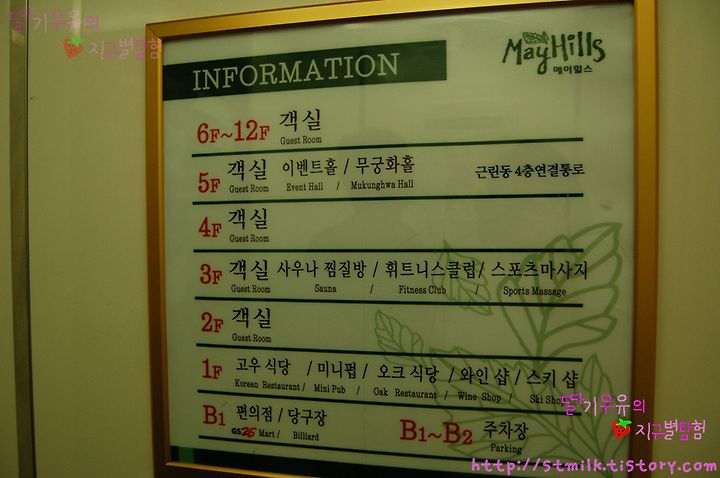 딸기우유의
지구별탐험
INFORMATION
MayHills
메이힐스
6F~12F 객실
Guest Room
5F 객실 이벤트홀 / 무궁화홀 근린동 4층연결통로
Guest Room Event Hall / Mukunghwa Hall
4F 객실
Guest Room
3F 객실 사우나 찜질방 / 휘트니스클럽 / 스포츠마사지
Guest Room Sauna / Fitness Club / Sports Massage
2F 객실
Guest Room
1F 고우 식당 / 미니펍 / 오크 식당 / 와인 샵 / 스키 샵
Korean Restaurant / Mini Pub / Oak Restaurant / Wine Shop / Ski Shop
B1 편의점 / 당구장 B1~B2 주차장
GS25 Mart / Billiard Parking
딸기우유의
지구별탐험
http://stmilk.tistory.com